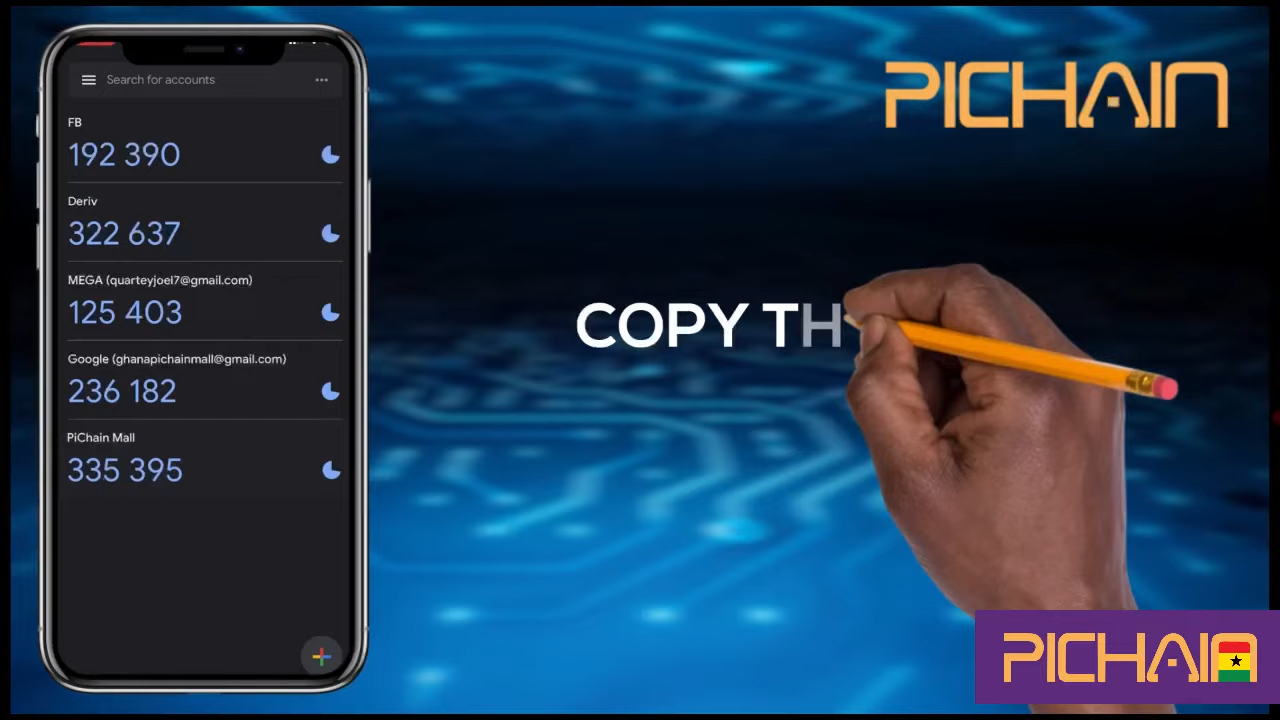 Search for accounts
FB
192 390
Deriv
322 637
MEGA (quarteyjoel7@gmail.com)
125 403
Google (ghanapichainmall@gmail.com)
236 182
PiChain Mall
335 395
PICHAIN
COPY TH
PICHAIN